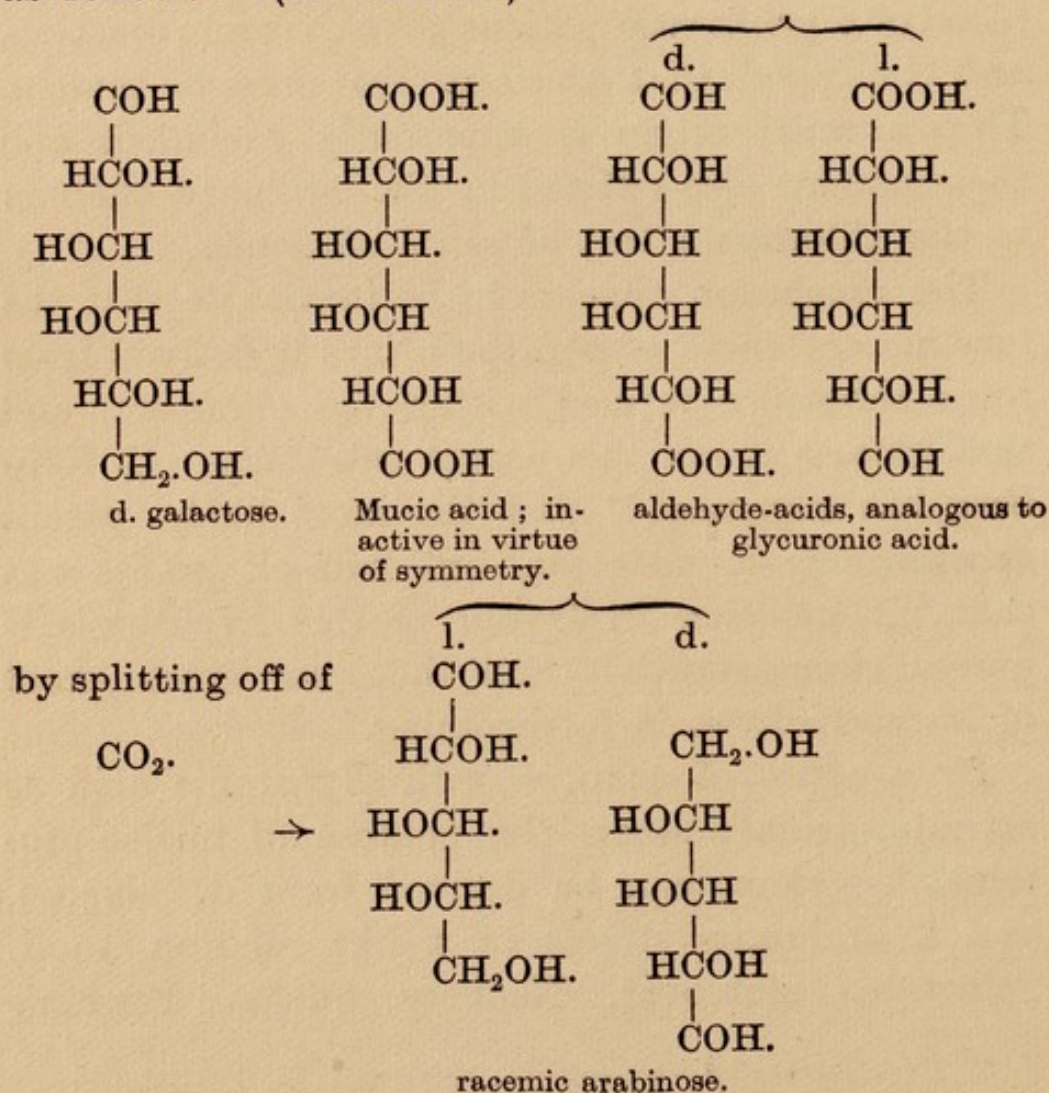 d. l.
COH COOH. COH COOH.
HCOH. HCOH. HCOH HCOH.
HOCH HOCH. HOCH HOCH
HOCH HOCH HOCH HOCH
HCOH. HCOH HCOH HCOH.
CH₂.OH. COOH COOH. COH
d. galactose. Mucic acid ; in- aldehyde-acids, analogous to
active in virtue glycuronic acid.
of symmetry.
l. d.
by splitting off of COH.
CO₂. HCOH. CH₂.OH
→ HOCH. HOCH
HOCH. HOCH
CH₂OH. HCOH
COH.
racemic arabinose.